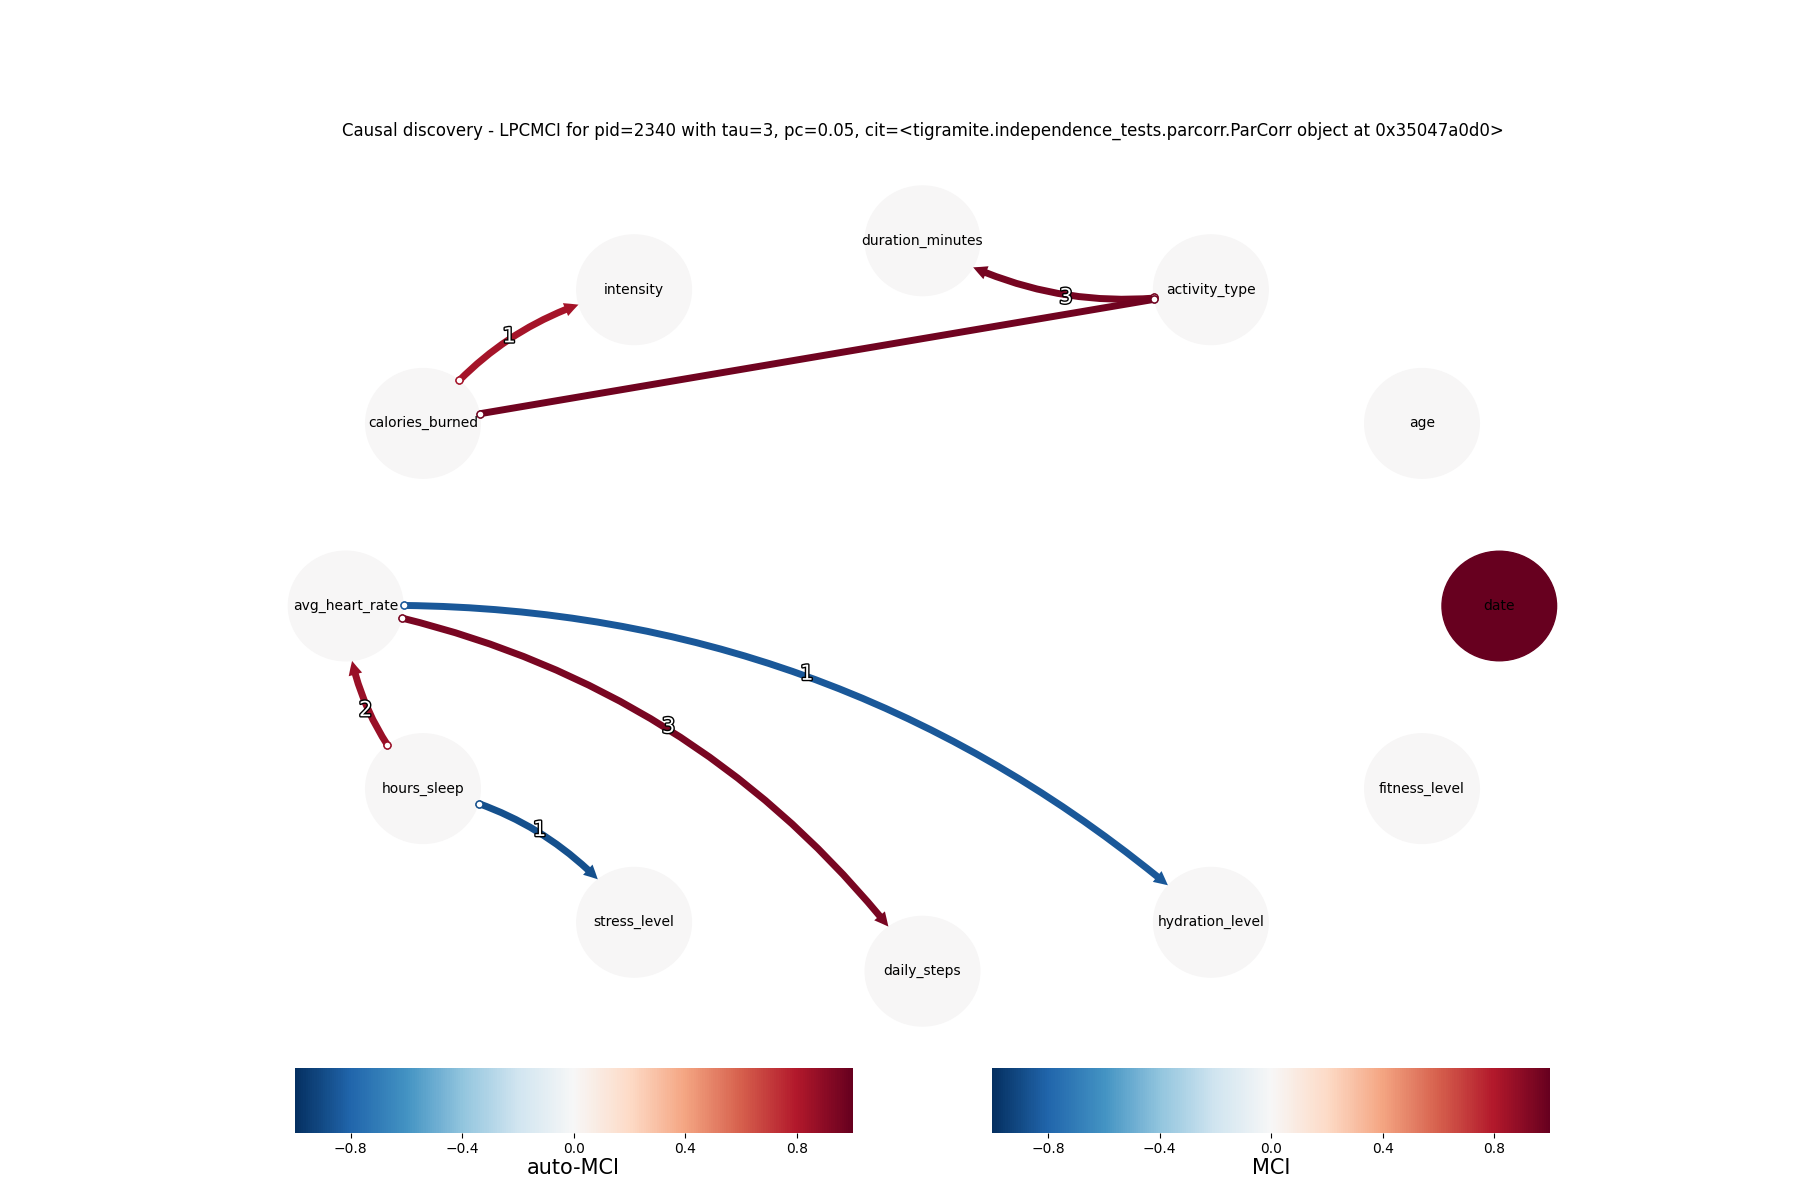 Causal discovery - LPCMCI for pid=2340 with tau=3, pc=0.05, cit=<tigramite.independence_tests.parcorr.ParCorr object at 0x35047a0d0>
duration_minutes
intensity
activity_type
3
1
calories_burned
age
avg_heart_rate
date
1
2
3
hours_sleep
fitness_level
1
stress_level
hydration_level
daily_steps
−0.8 −0.4 0.0 0.4 0.8
auto-MCI
−0.8 −0.4 0.0 0.4 0.8
MCI